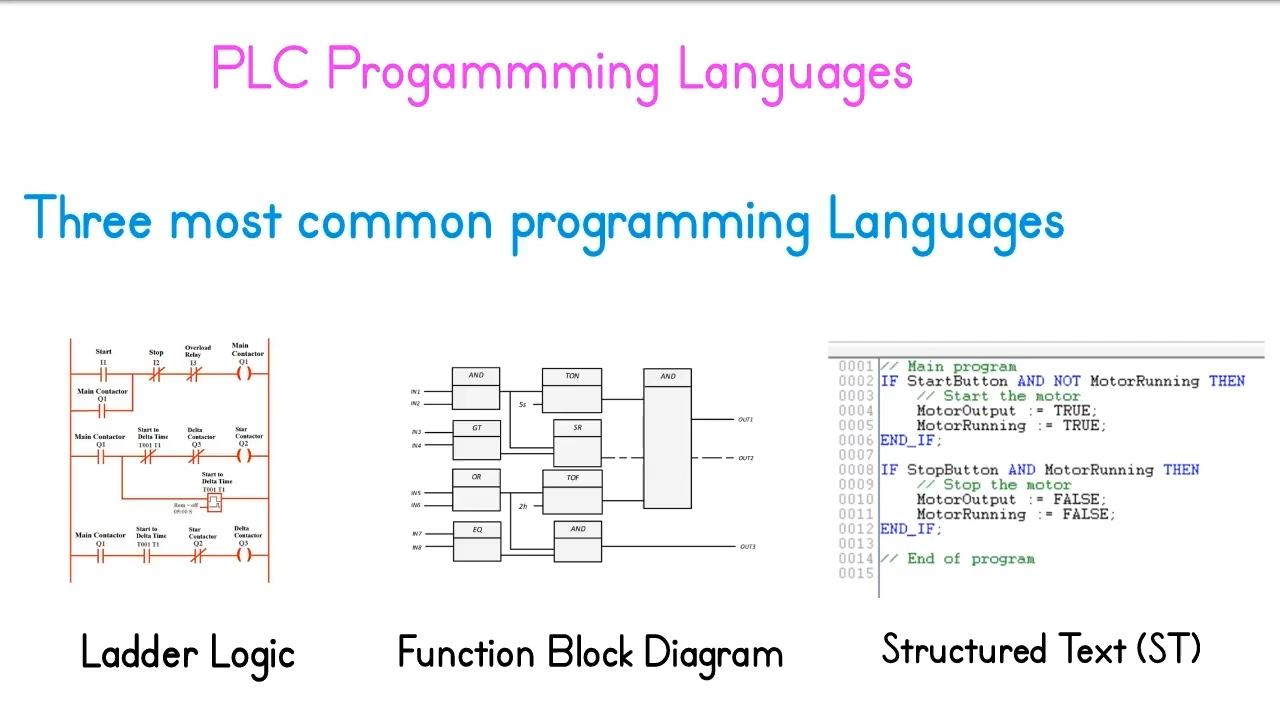 PLC Progammming Languages
Three most common programming Languages
Start
I1
Stop
I2
Overload
Relay
I3
Main
Contactor
Q1
Main Contactor
Q1
Main Contactor
Q1
Start to
Delta Time
T001 T1
Delta
Contactor
Q3
Star
Contactor
Q2
Start to
Delta Time
T001 T1
Rem = off
Main Contactor
Q1
Start to
Delta Time
T001 T1
Star
Contactor
Q2
Delta
Contactor
Q3
AND
TON
AND
IN1
IN2
5s
OUT1
GT
SR
IN3
IN4
OUT2
OR
TOF
IN5
IN6
2h
EQ
AND
IN7
IN8
OUT3
0001 // Main program
0002 IF StartButton AND NOT MotorRunning THEN
0003 // Start the motor
0004 MotorOutput := TRUE;
0005 MotorRunning := TRUE;
0006 END_IF;
0007
0008 IF StopButton AND MotorRunning THEN
0009 // Stop the motor
0010 MotorOutput := FALSE;
0011 MotorRunning := FALSE;
0012 END_IF;
0013
0014 // End of program
0015
Ladder Logic
Function Block Diagram
Structured Text (ST)